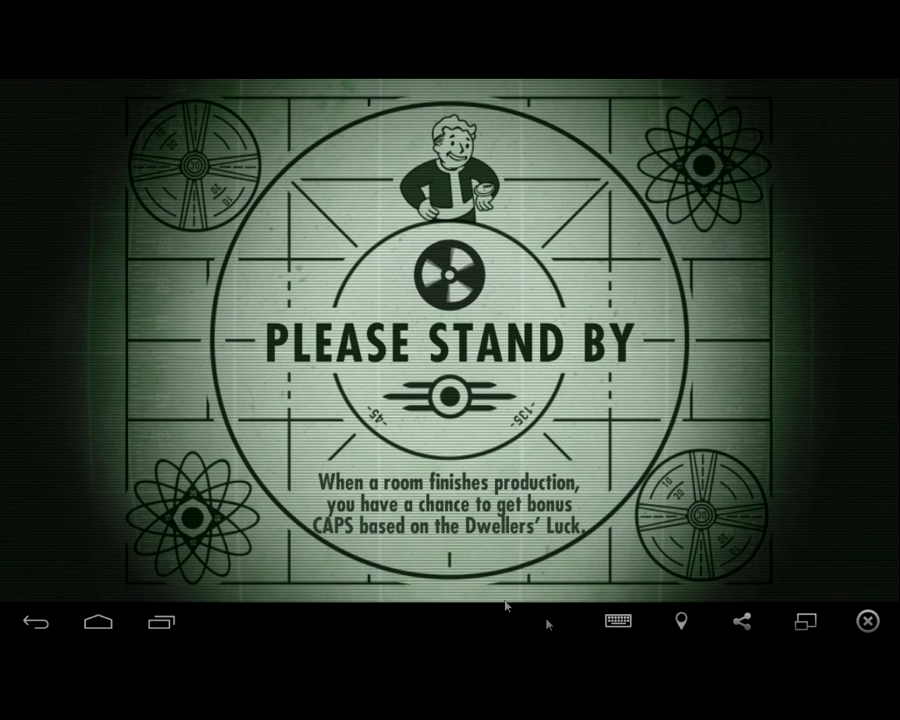 PLEASE STAND BY
-45-
-135-
When a room finishes production,
you have a chance to get bonus
CAPS based on the Dwellers' Luck.